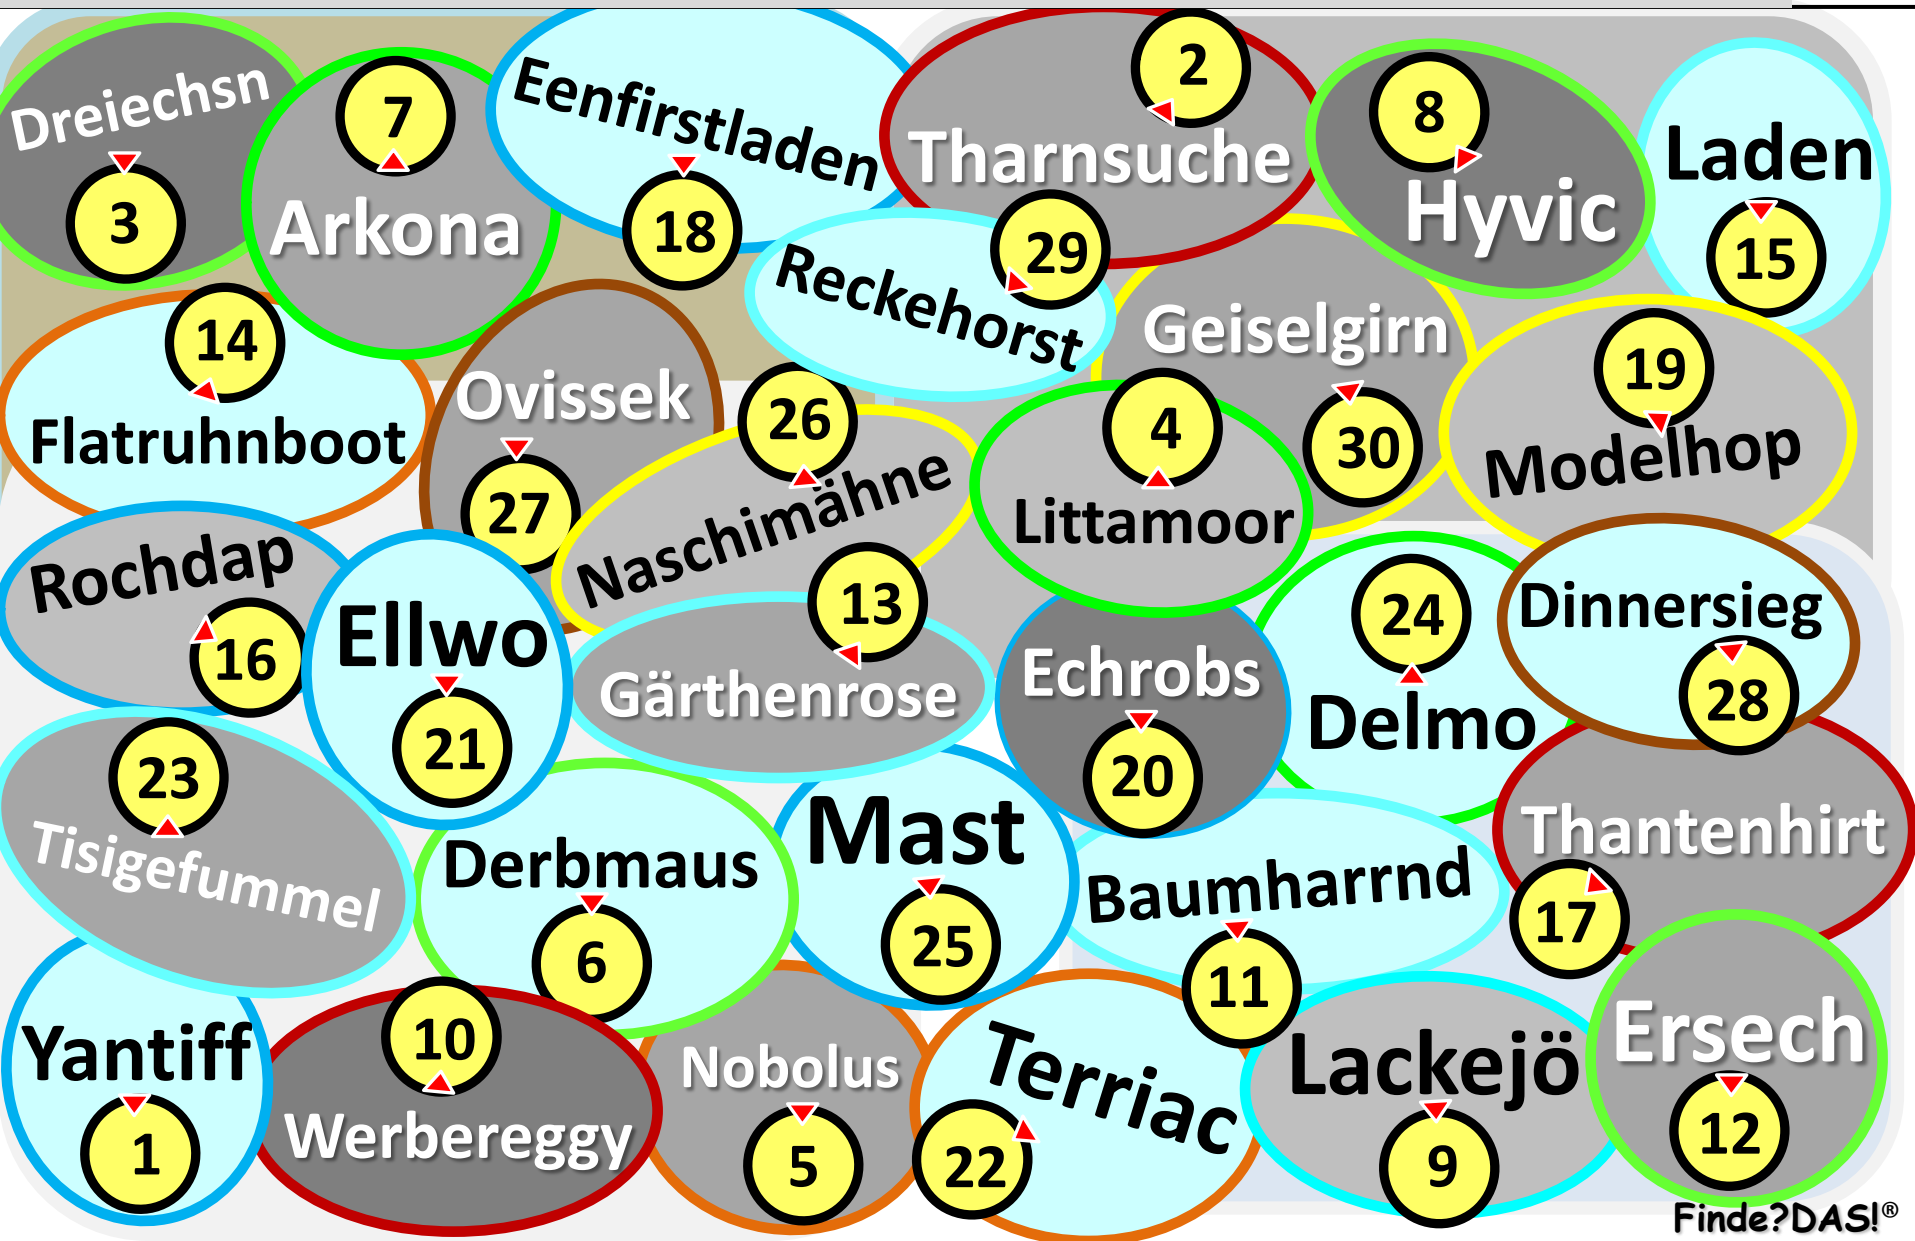 Dreiechsn
3
7
Arkona
Eenfirstladen
18
2
Tharnsuche
8
Hyvic
Laden
15
14
Flatruhnboot
Ovissek
27
Reckehorst
29
Geiselgirn
30
19
Modelhop
26
Naschimähne
4
Littamoor
Rochdap
16
Ellwo
21
13
Gärthenrose
Echrobs
20
24
Delmo
Dinnersieg
28
23
Tisigefummel
Derbmaus
6
Mast
25
Baumharrnd
11
Thantenhirt
17
Yantiff
1
10
Werbereggy
Nobolus
5
Terriac
22
Lackejö
9
Ersech
12
Finde?DAS!®